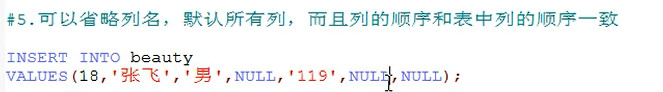 #5.可以省略列名，默认所有列，而且列的顺序和表中列的顺序一致
INSERT INTO beauty
VALUES(18,'张飞','男',NULL,'119',NULL,NULL);